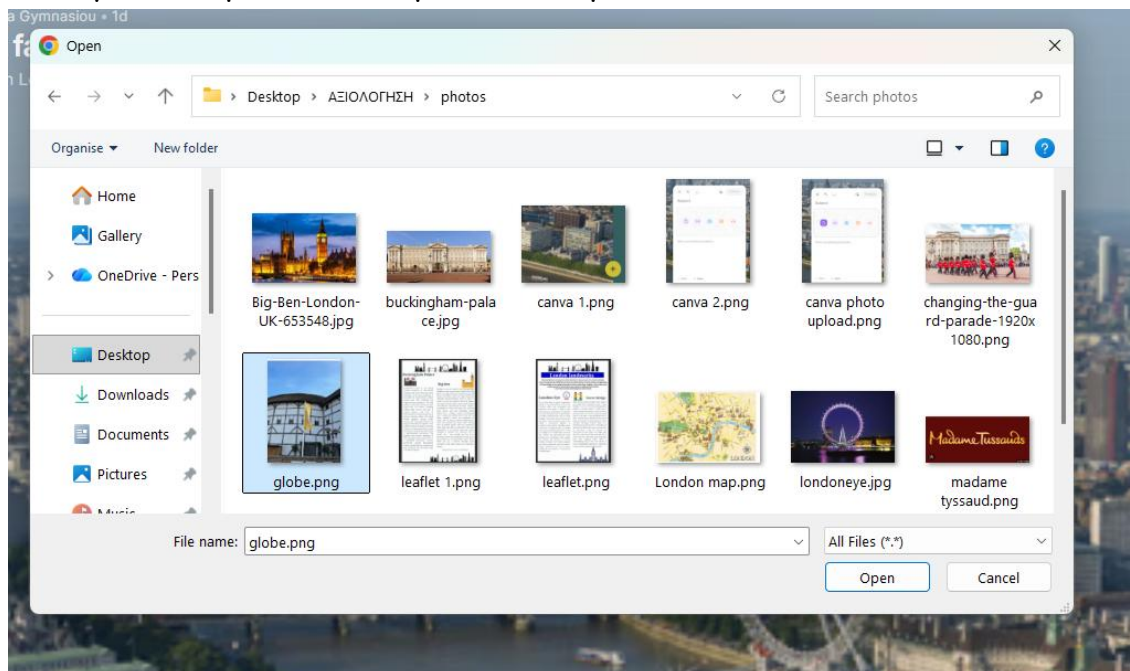 a Gymnasiou • 1d
Open
Desktop > ΑΞΙΟΛΟΓΗΣΗ > photos
Search photos
Organise
New folder
Home
Gallery
OneDrive - Pers
Desktop
Downloads
Documents
Pictures
Music
Big-Ben-London-
UK-653548.jpg
buckingham-pala
ce.jpg
canva 1.png
canva 2.png
canva photo
upload.png
changing-the-gua
rd-parade-1920x
1080.png
globe.png
leaflet 1.png
leaflet.png
London map.png
londoneye.jpg
Madame Tussauds
madame
tyssaud.png
File name: globe.png
All Files (*.*)
Open
Cancel